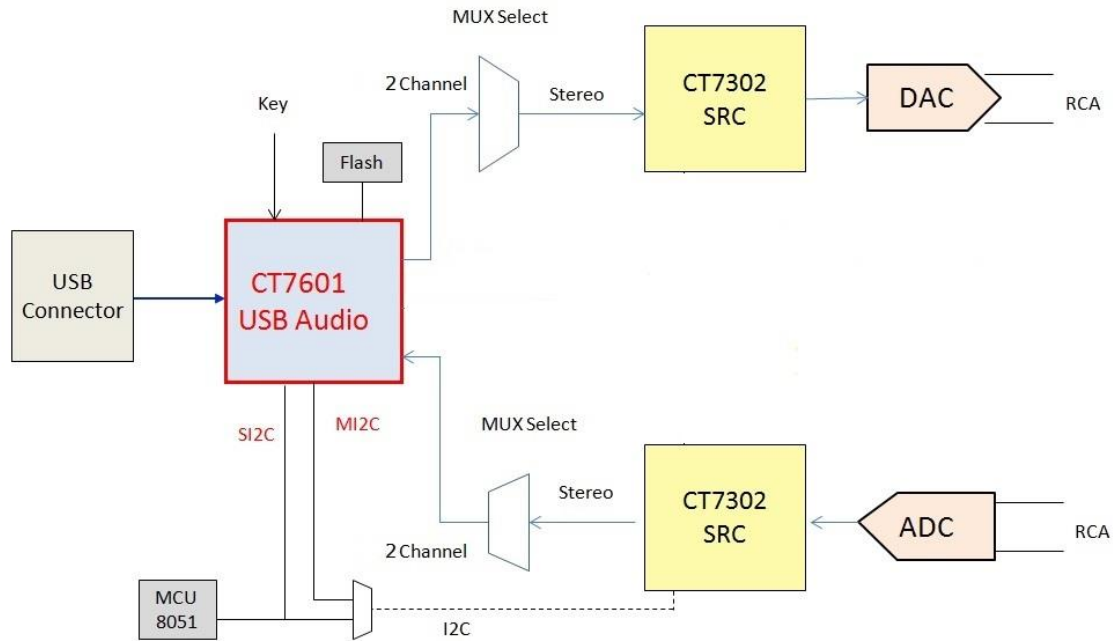 MUX Select
2 Channel
Stereo
CT7302
SRC
DAC
RCA
Key
Flash
USB
Connector
CT7601
USB Audio
SI2C
MI2C
MUX Select
2 Channel
Stereo
CT7302
SRC
ADC
RCA
MCU
8051
I2C